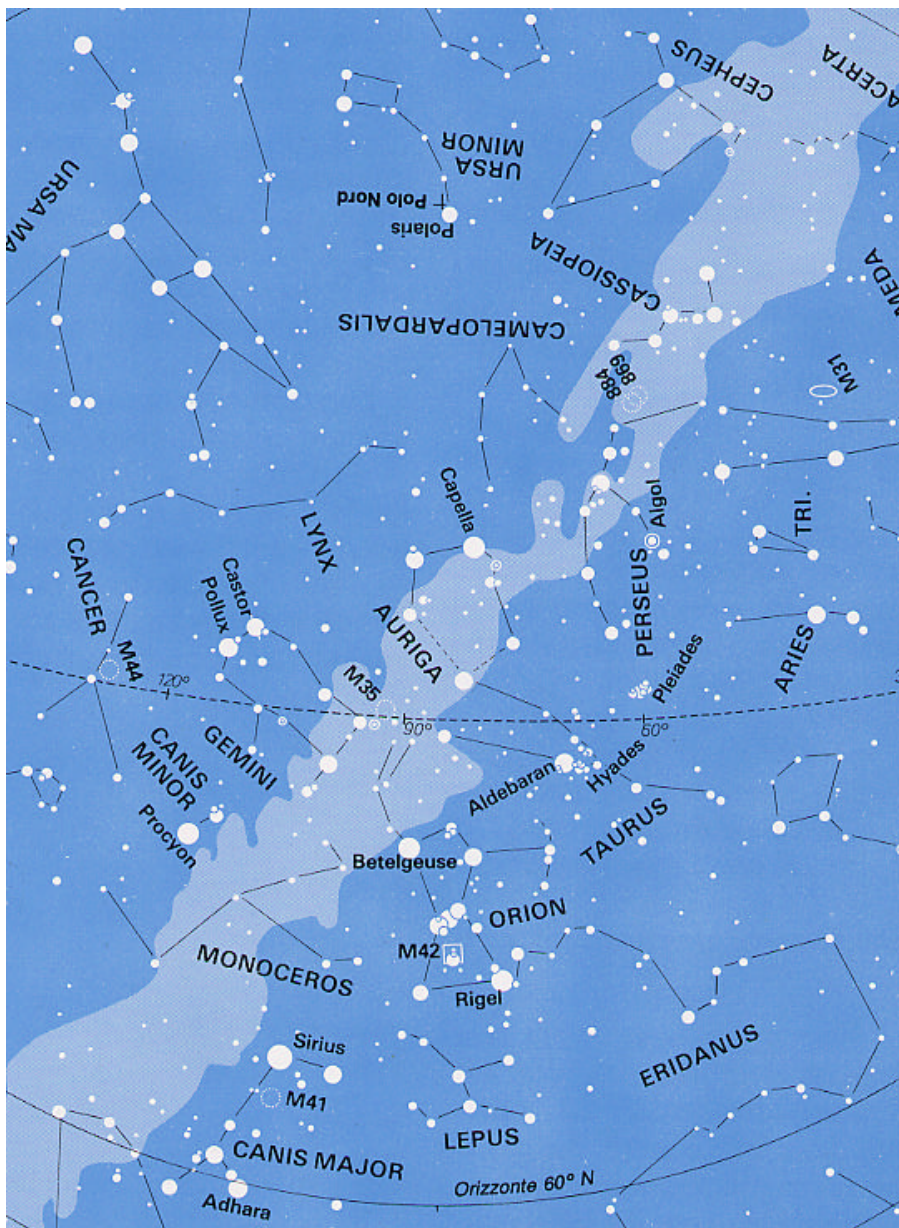 CEPHEUS
ACERTA
URSA
MINOR
URSA MA
Polo Nord
Polaris
CASSIOPEIA
MEDA
CAMELOPARDALIS
869
884
M31
Capella
Algol
TRI.
LYNX
CANCER
Castor
Pollux
PERSEUS
AURIGA
ARIES
M44
M35
Pleiades
120°
90°
60°
GEMINI
CANIS
MINOR
Hyades
Aldebaran
TAURUS
Procyon
Betelgeuse
ORION
M42
MONOCEROS
Rigel
Sirius
ERIDANUS
M41
LEPUS
CANIS MAJOR
Orizzonte 60° N
Adhara